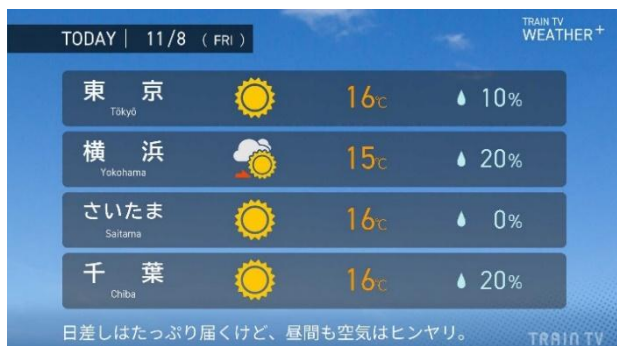 TODAY | 11/8 ( FRI )
TRAIN TV
WEATHER+
東京
Tōkyō
16℃
10%
横浜
Yokohama
15℃
20%
さいたま
Saitama
16℃
0%
千葉
Chiba
16℃
20%
日差しはたっぷり届くけど、昼間も空気はヒンヤリ。
TRAIN TV